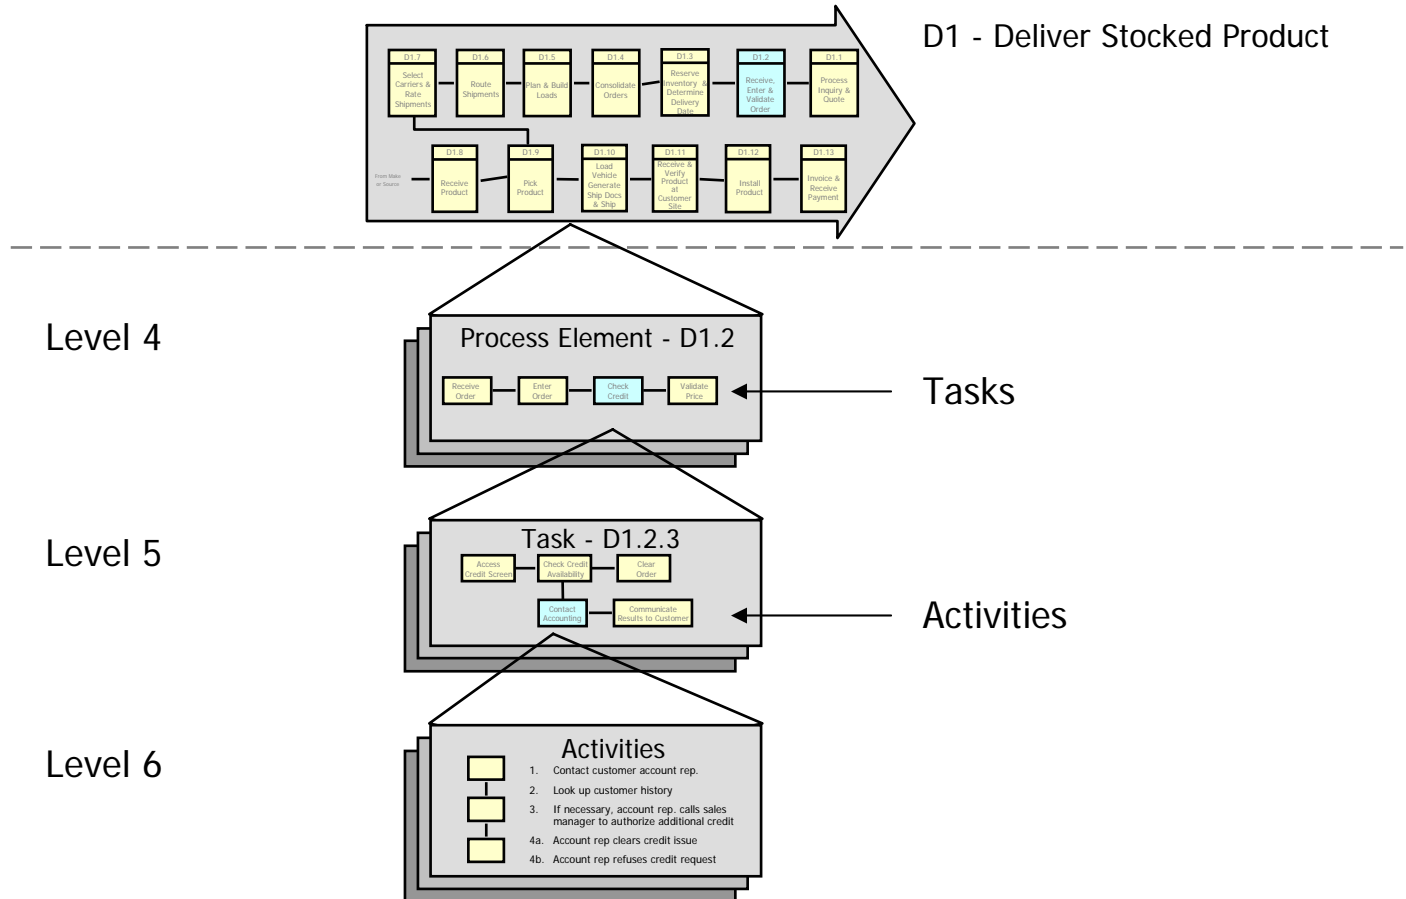 D1 - Deliver Stocked Product
D1.7
Select
Carriers &
Rate
Shipments
D1.6
Route
Shipments
D1.5
Plan & Build
Loads
D1.4
Consolidate
Orders
D1.3
Reserve
Inventory &
Determine
Delivery
Date
D1.2
Receive,
Enter &
Validate
Order
D1.1
Process
Inquiry &
Quote
From Make
or Source
D1.8
Receive
Product
D1.9
Pick
Product
D1.10
Load
Vehicle
Generate
Ship Docs
& Ship
D1.11
Receive &
Verify
Product
at
Customer
Site
D1.12
Install
Product
D1.13
Invoice &
Receive
Payment
Level 4
Process Element - D1.2
Receive
Order
Enter
Order
Check
Credit
Validate
Price
Tasks
Level 5
Task - D1.2.3
Access
Credit Screen
Check Credit
Availability
Clear
Order
Contact
Accounting
Communicate
Results to Customer
Activities
Level 6
Activities
1. Contact customer account rep.
2. Look up customer history
3. If necessary, account rep. calls sales
manager to authorize additional credit
4a. Account rep clears credit issue
4b. Account rep refuses credit request